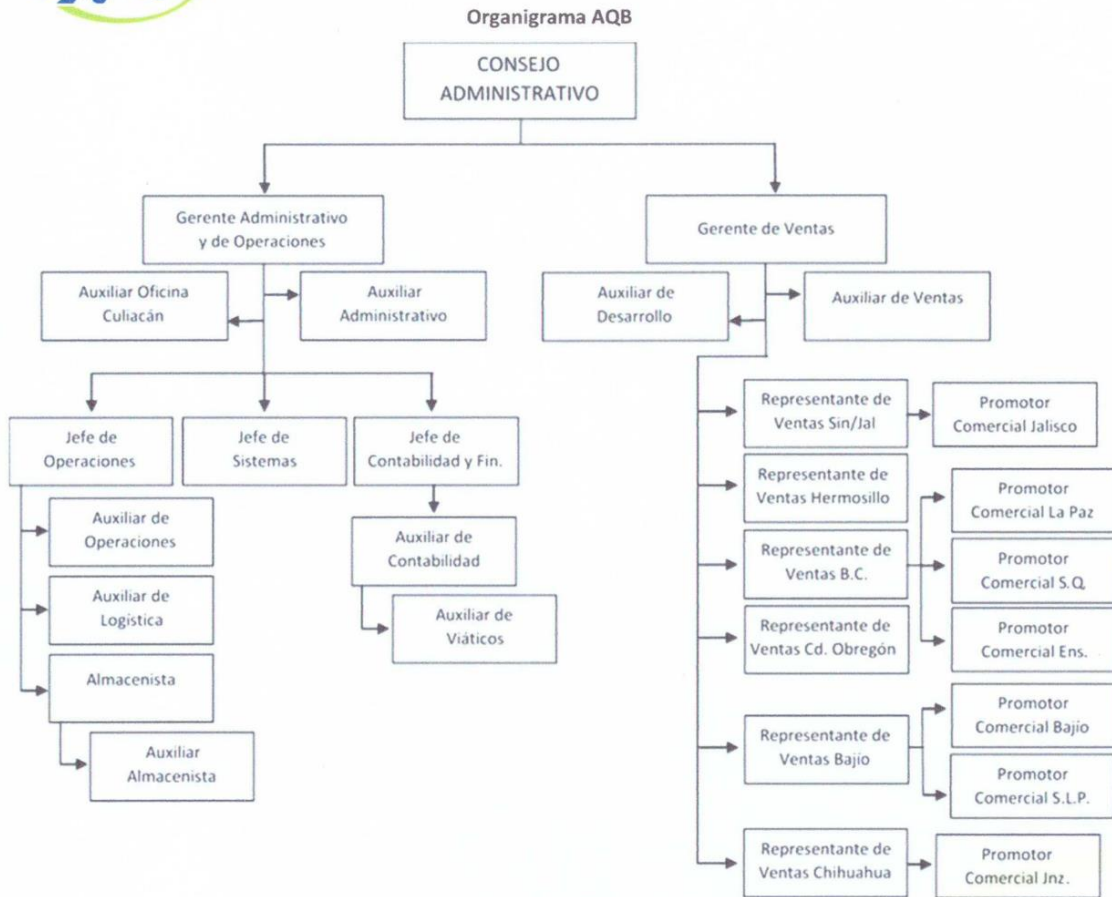 Organigrama AQB
CONSEJO
ADMINISTRATIVO
Gerente Administrativo
y de Operaciones
Gerente de Ventas
Auxiliar Oficina
Culiacán
Auxiliar
Administrativo
Auxiliar de
Desarrollo
Auxiliar de Ventas
Jefe de
Operaciones
Jefe de
Sistemas
Jefe de
Contabilidad y Fin.
Auxiliar de
Operaciones
Auxiliar de
Logística
Almacenista
Auxiliar
Almacenista
Auxiliar de
Contabilidad
Auxiliar de
Viáticos
Representante de
Ventas Sin/Jal
Promotor
Comercial Jalisco
Representante de
Ventas Hermosillo
Representante de
Ventas B.C.
Promotor
Comercial La Paz
Promotor
Comercial S.Q.
Promotor
Comercial Ens.
Representante de
Ventas Cd. Obregón
Representante de
Ventas Bajío
Promotor
Comercial Bajío
Promotor
Comercial S.L.P.
Representante de
Ventas Chihuahua
Promotor
Comercial Jnz.